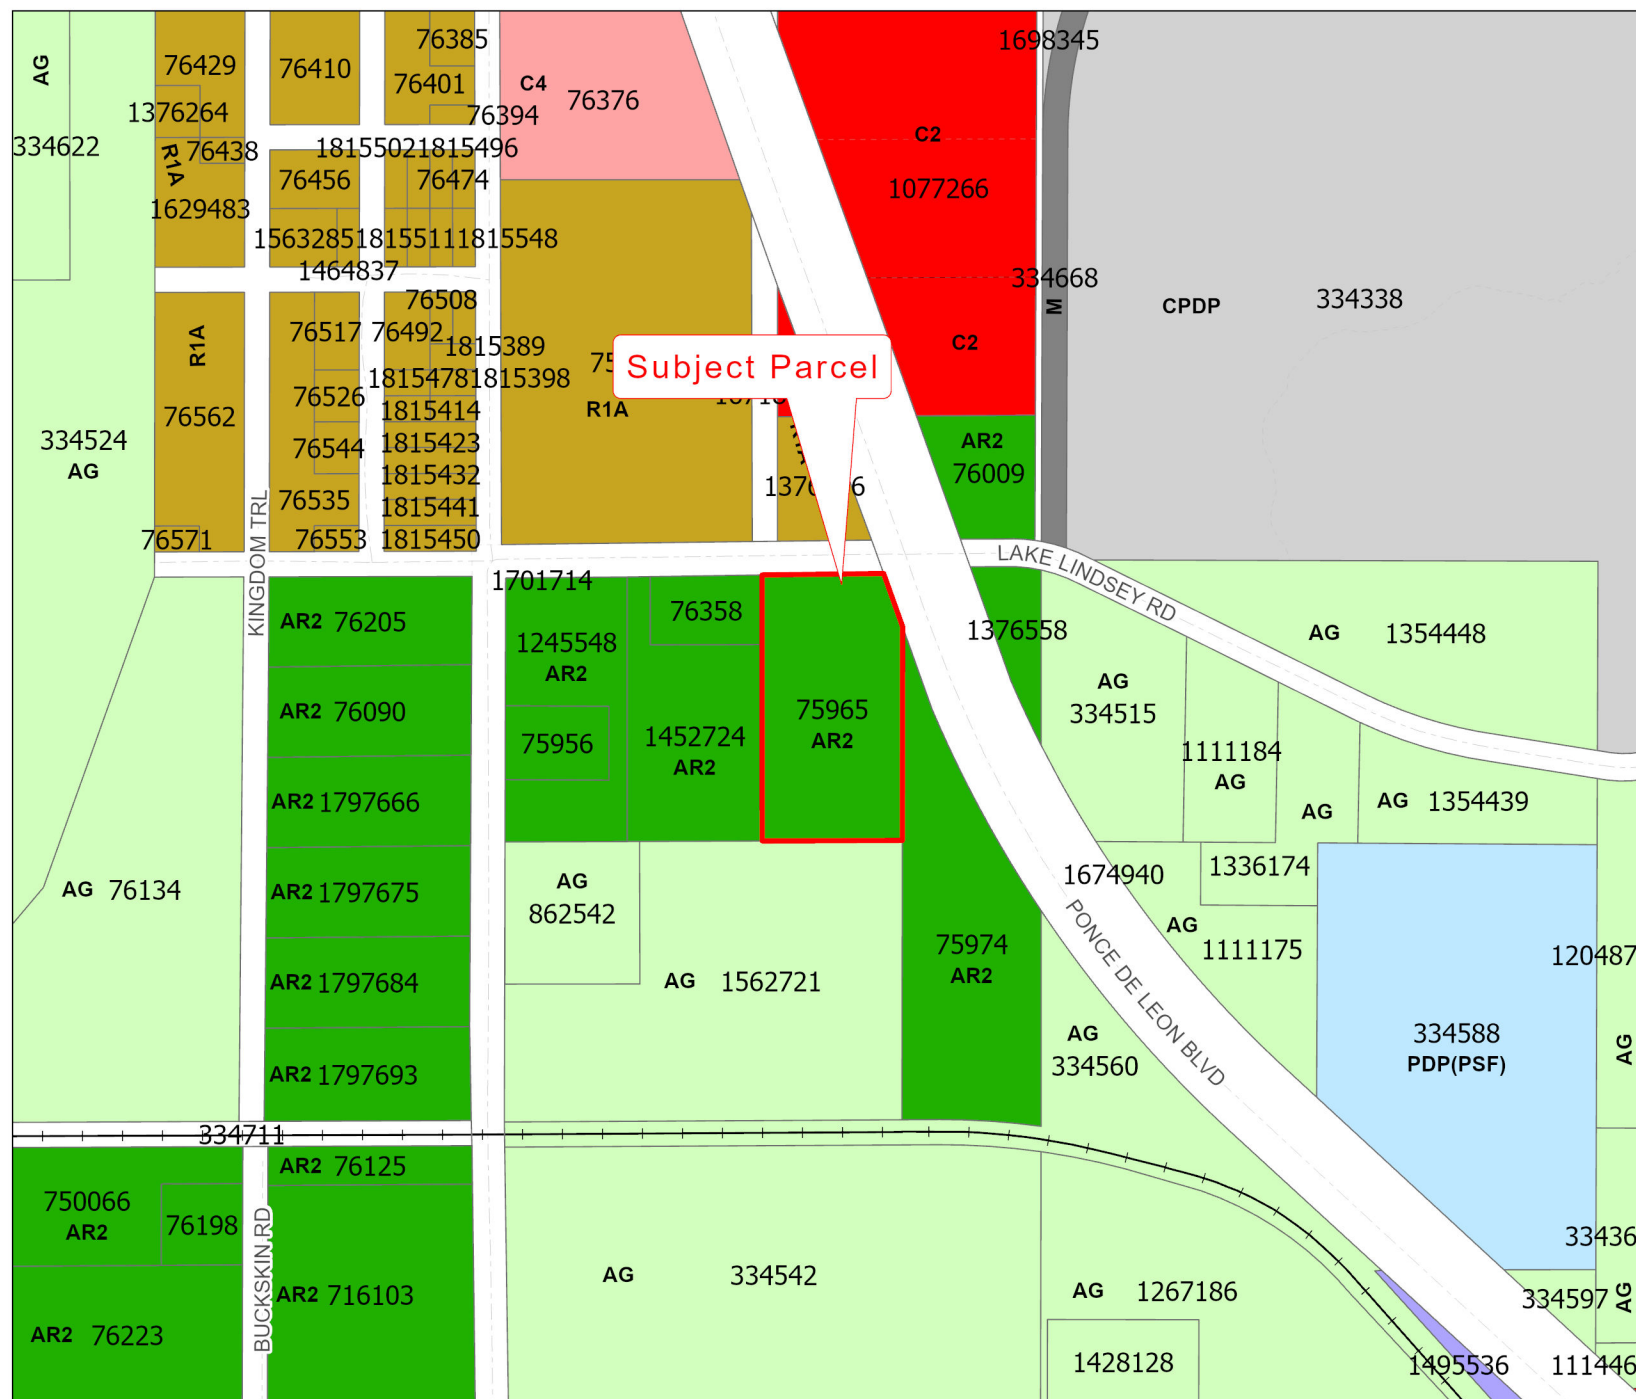 AG
334622
334524
AG
76429
1376264
76438
R1A
1629483
R1A
76562
76571
76410
76456
1563285
1815511
1815548
1464837
76385
76401
76394
1815502
1815496
76474
76508
76517
76492
1815389
1815478
1815398
76526
1815414
76544
1815423
1815432
76535
1815441
76553
1815450
KINGDOM TRL
C4
76376
R1A
Subject Parcel
C2
1077266
C2
1698345
334668
M
CPDP
334338
AR2
76009
LAKE LINDSEY RD
1701714
AR2 76205
AR2 76090
AR2 1797666
AR2 1797675
AR2 1797684
AR2 1797693
1245548
AR2
75956
76358
1452724
AR2
75965
AR2
1376558
AG
334515
1111184
AG
AG 1354448
AG
AG 1354439
1674940
1336174
AG
1111175
PONCE DE LEON BLVD
AG 76134
AG
862542
AG 1562721
75974
AR2
AG
334560
334588
PDP(PSF)
AG
334711
AR2 76125
750066
AR2
76198
AR2 716103
AR2 76223
BUCKSKIN RD
AG 334542
AG 1267186
1428128
334597
AG
1495536